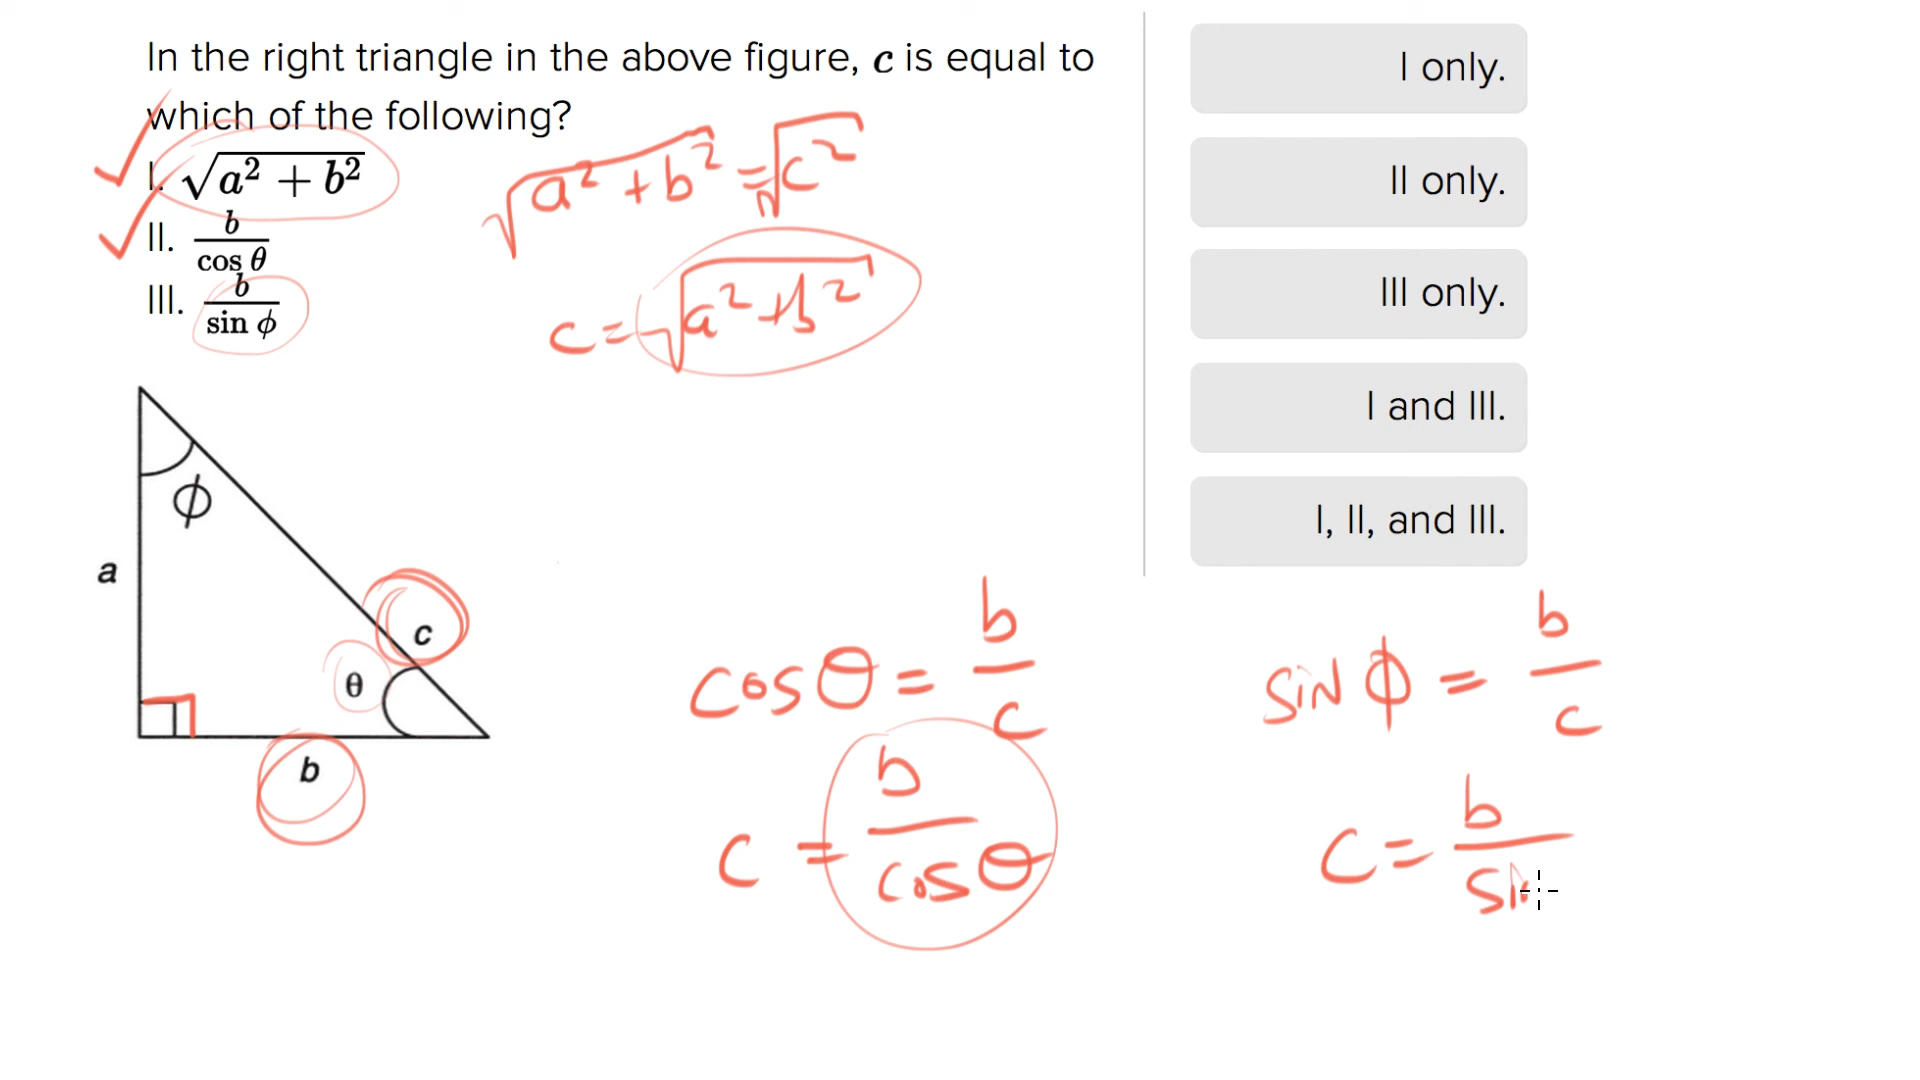 In the right triangle in the above figure, c is equal to
which of the following?
I. √(a² + b²)
II. b/cos θ
III. b/sin ϕ
√(a² + b²) = √(c²)
c = √(a² + b²)
I only.
II only.
III only.
I and III.
I, II, and III.
ϕ
a
c
θ
b
cos θ = b/c
c = b/cos θ
sin ϕ = b/c
c = b/si